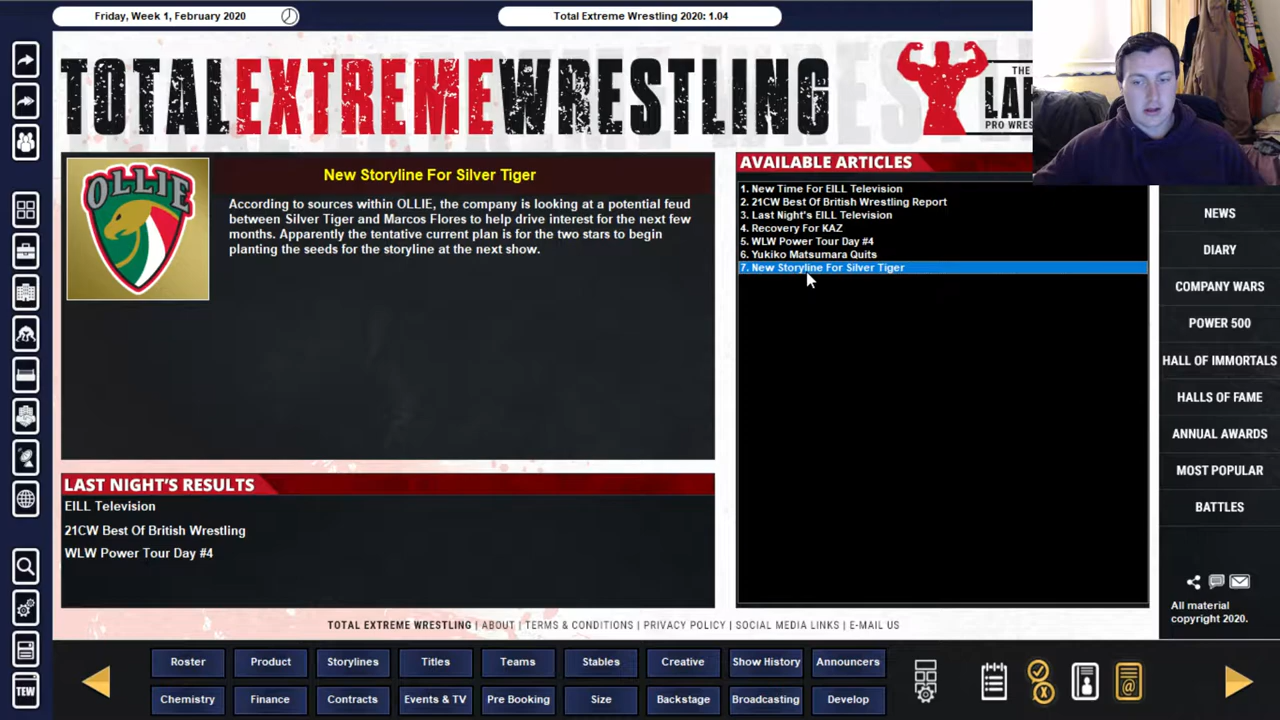 Friday, Week 1, February 2020
Total Extreme Wrestling 2020: 1.04
TOTALEXTREMEWRESTLING
THE
PRO WRES
OLLIE
New Storyline For Silver Tiger
According to sources within OLLIE, the company is looking at a potential feud
between Silver Tiger and Marcos Flores to help drive interest for the next few
months. Apparently the tentative current plan is for the two stars to begin
planting the seeds for the storyline at the next show.
AVAILABLE ARTICLES
1. New Time For EILL Television
2. 21CW Best Of British Wrestling Report
3. Last Night's EILL Television
4. Recovery For KAZ
5. WLW Power Tour Day #4
6. Yukiko Matsumara Quits
7. New Storyline For Silver Tiger
NEWS
DIARY
COMPANY WARS
POWER 500
HALL OF IMMORTALS
HALLS OF FAME
ANNUAL AWARDS
MOST POPULAR
BATTLES
LAST NIGHT'S RESULTS
EILL Television
21CW Best Of British Wrestling
WLW Power Tour Day #4
All material
copyright 2020.
TOTAL EXTREME WRESTLING | ABOUT | TERMS & CONDITIONS | PRIVACY POLICY | SOCIAL MEDIA LINKS | E-MAIL US
Roster
Product
Storylines
Titles
Teams
Stables
Creative
Show History
Announcers
Chemistry
Finance
Contracts
Events & TV
Pre Booking
Size
Backstage
Broadcasting
Develop
TEW